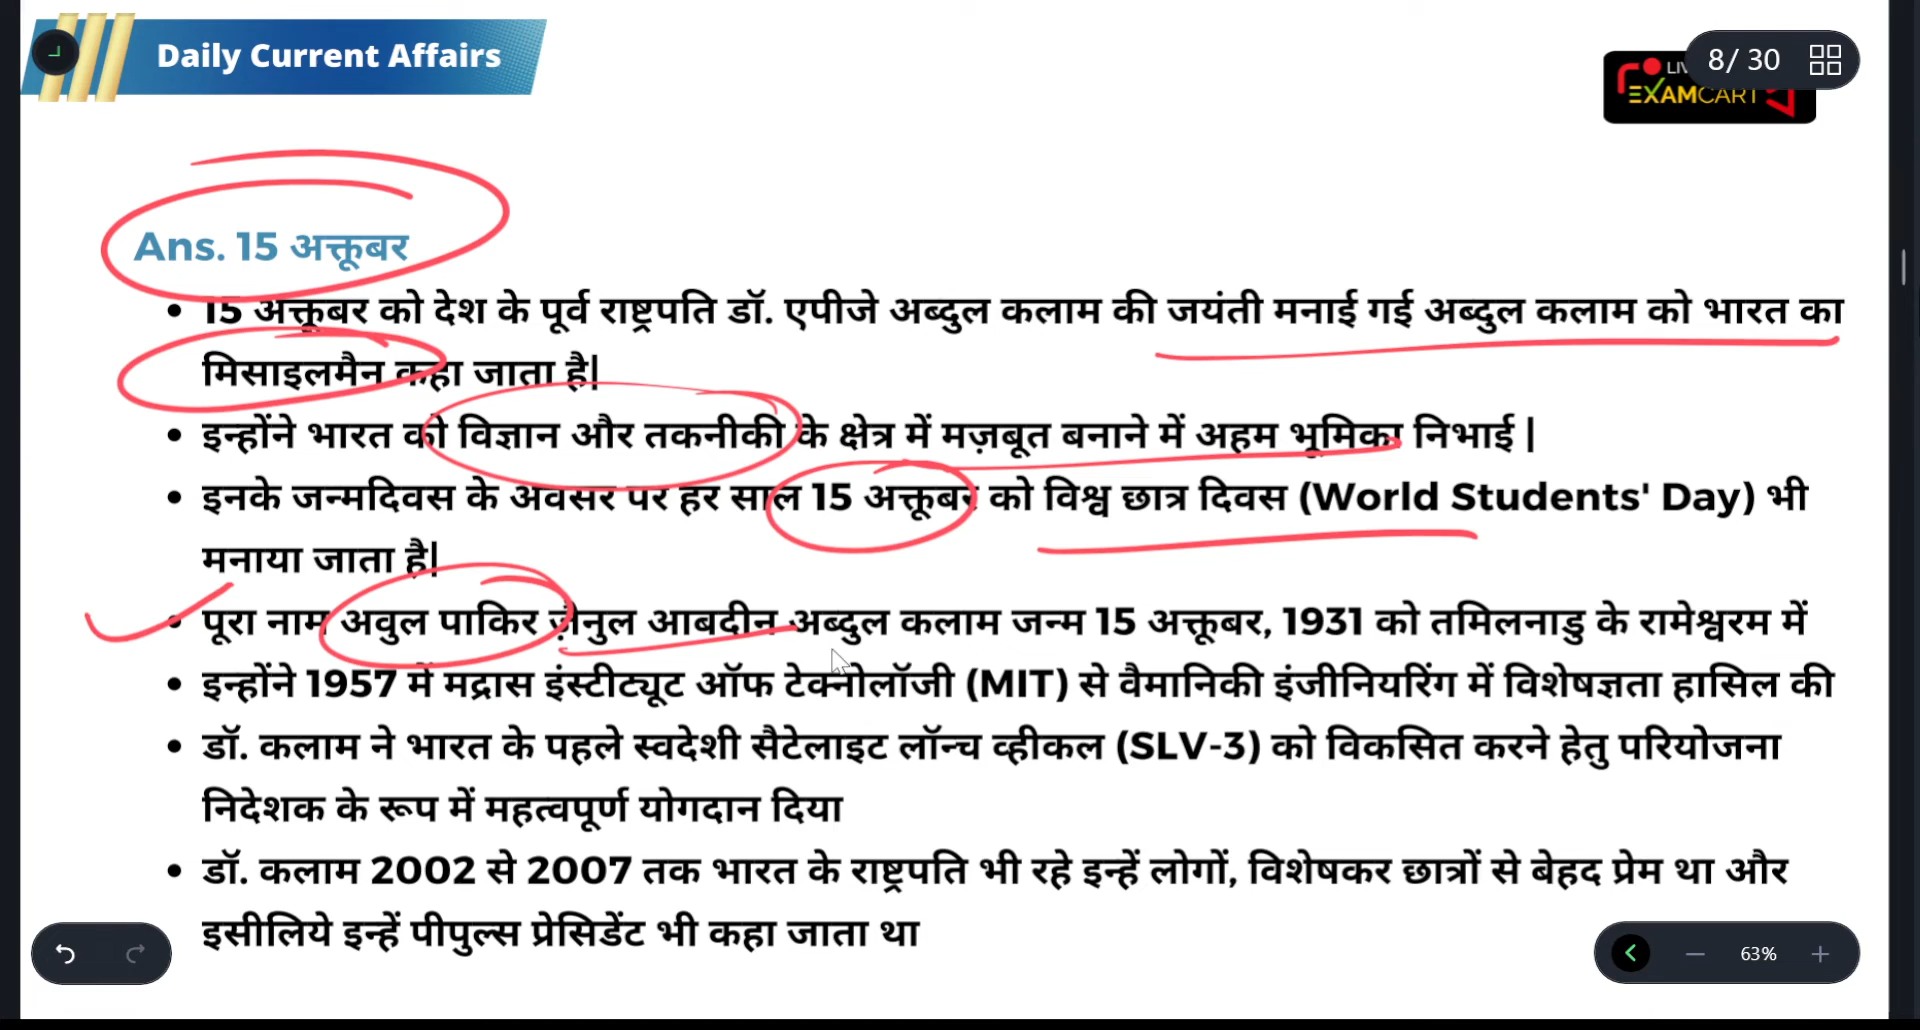 Daily Current Affairs
8/ 30
LIV
EXAMCART
Ans. 15 अक्तूबर
• 15 अक्तूबर को देश के पूर्व राष्ट्रपति डॉ. एपीजे अब्दुल कलाम की जयंती मनाई गई अब्दुल कलाम को भारत का
मिसाइलमैन कहा जाता है|
• इन्होंने भारत को विज्ञान और तकनीकी के क्षेत्र में मज़बूत बनाने में अहम भूमिका निभाई |
• इनके जन्मदिवस के अवसर पर हर साल 15 अक्तूबर को विश्व छात्र दिवस (World Students' Day) भी
मनाया जाता है|
• पूरा नाम अवुल पाकिर ज़ैनुल आबदीन अब्दुल कलाम जन्म 15 अक्तूबर, 1931 को तमिलनाडु के रामेश्वरम में
• इन्होंने 1957 में मद्रास इंस्टीट्यूट ऑफ टेक्नोलॉजी (MIT) से वैमानिकी इंजीनियरिंग में विशेषज्ञता हासिल की
• डॉ. कलाम ने भारत के पहले स्वदेशी सैटेलाइट लॉन्च व्हीकल (SLV-3) को विकसित करने हेतु परियोजना
निदेशक के रूप में महत्वपूर्ण योगदान दिया
• डॉ. कलाम 2002 से 2007 तक भारत के राष्ट्रपति भी रहे इन्हें लोगों, विशेषकर छात्रों से बेहद प्रेम था और
इसीलिये इन्हें पीपुल्स प्रेसिडेंट भी कहा जाता था
63%